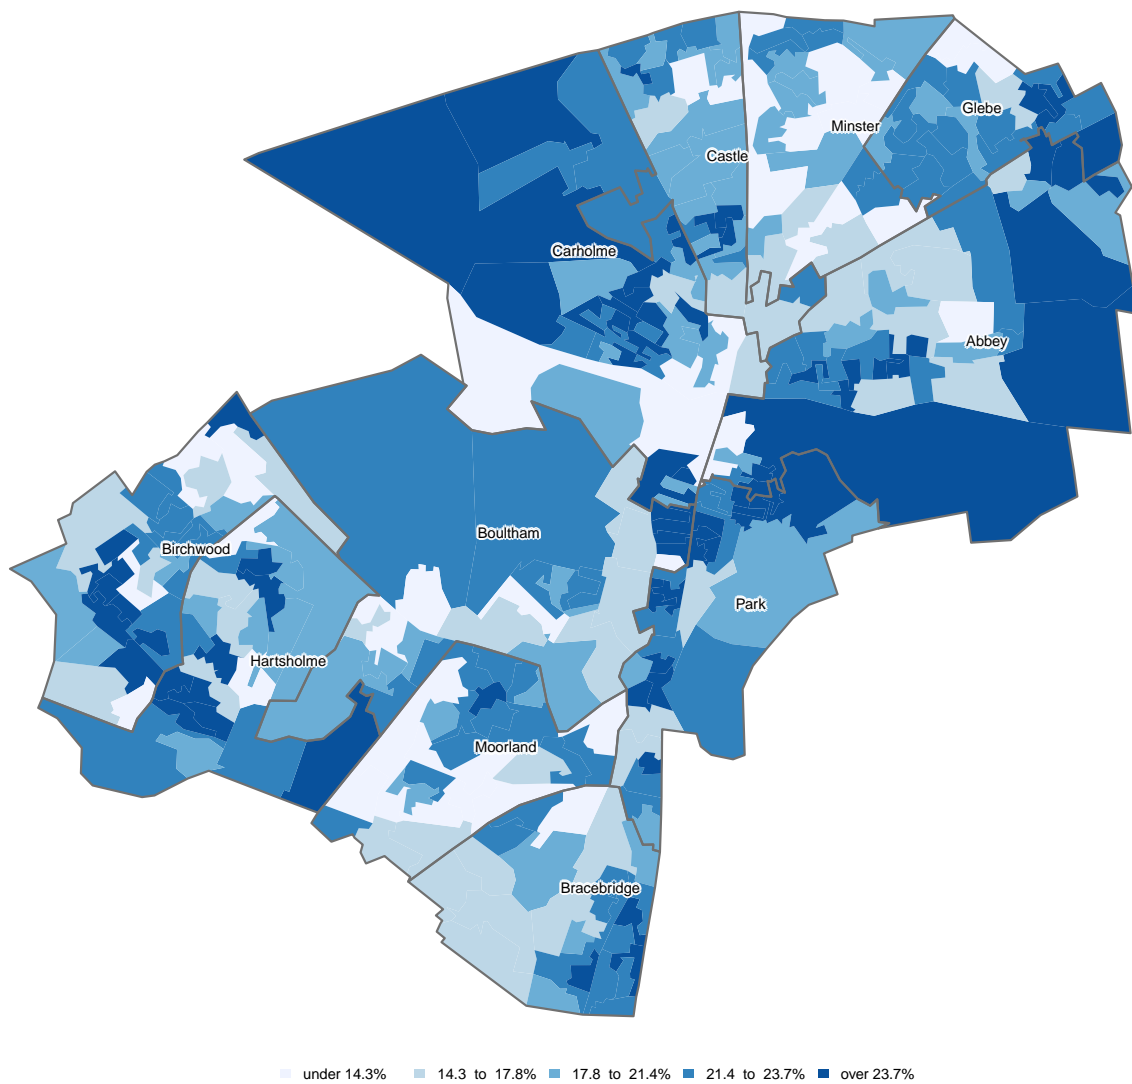 Glebe
Minster
Castle
Carholme
Abbey
Boultham
Birchwood
Park
Hartsholme
Moorland
Bracebridge
under 14.3% 14.3 to 17.8% 17.8 to 21.4% 21.4 to 23.7% over 23.7%